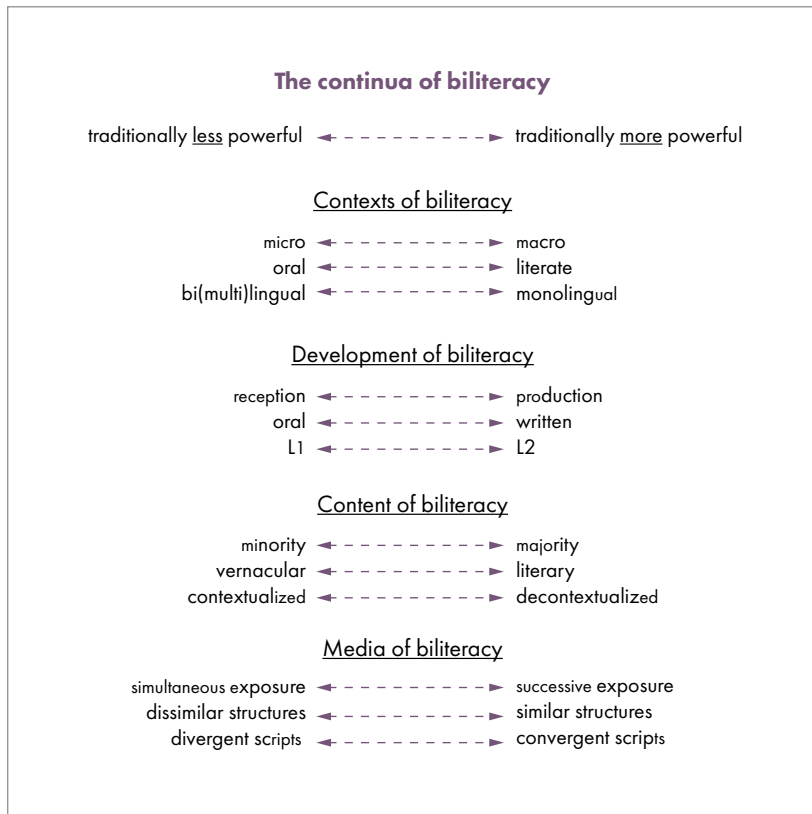 The continua of biliteracy
traditionally less powerful traditionally more powerful
Contexts of biliteracy
micro macro
oral literate
bi(multi)lingual monolingual
Development of biliteracy
reception production
oral written
L1 L2
Content of biliteracy
minority majority
vernacular literary
contextualized decontextualized
Media of biliteracy
simultaneous exposure successive exposure
dissimilar structures similar structures
divergent scripts convergent scripts